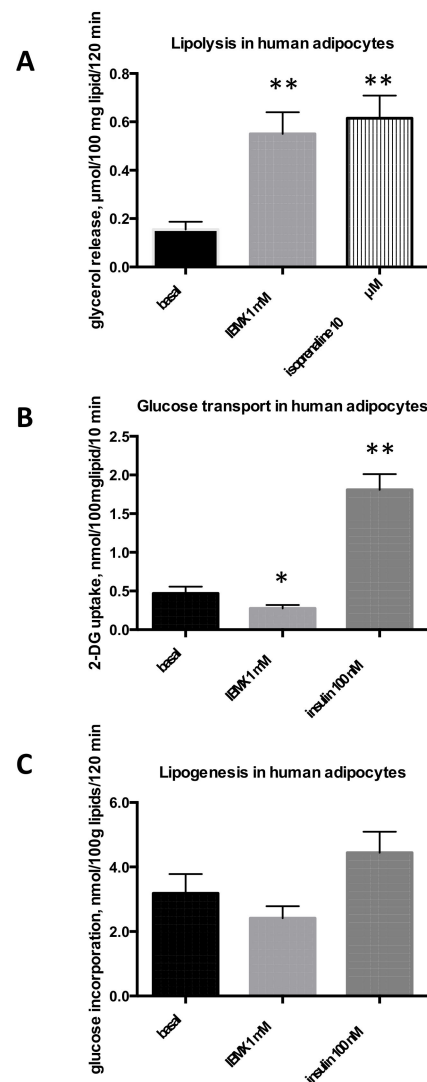 A
Lipolysis in human adipocytes
glycerol release, µmol/100 mg lipid/120 min
0.8
0.6
0.4
0.2
0.0
**
**
basal
IBMX 1 mM
isoprenaline 10
µM
B
Glucose transport in human adipocytes
2-DG uptake, nmol/100mglipid/10 min
2.5
2.0
1.5
1.0
0.5
0.0
*
**
basal
IBMX 1 mM
insulin 100 nM
C
Lipogenesis in human adipocytes
glucose incorporation, nmol/100g lipids/120 min
6.0
4.0
2.0
0.0
basal
IBMX 1 mM
insulin 100 nM